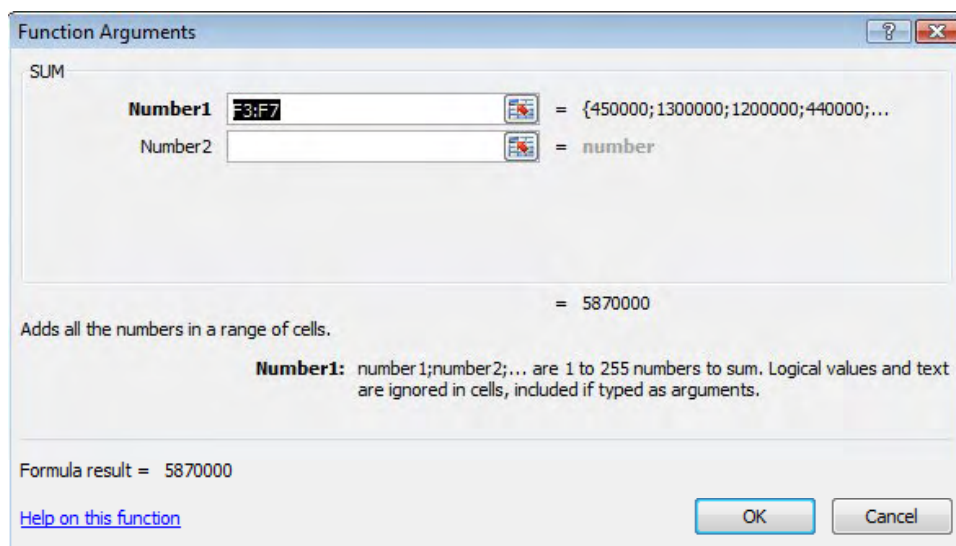 Function Arguments
SUM
Number1 F3:F7 = {450000;1300000;1200000;440000;...
Number2 = number
= 5870000
Adds all the numbers in a range of cells.
Number1: number1;number2;... are 1 to 255 numbers to sum. Logical values and text
are ignored in cells, included if typed as arguments.
Formula result = 5870000
Help on this function OK Cancel